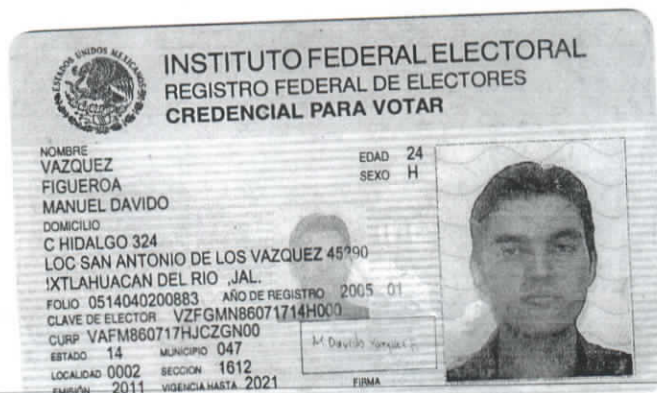 ESTADOS UNIDOS MEXICANOS
INSTITUTO FEDERAL ELECTORAL
REGISTRO FEDERAL DE ELECTORES
CREDENCIAL PARA VOTAR
NOMBRE
VAZQUEZ
FIGUEROA
MANUEL DAVIDO
EDAD 24
SEXO H
DOMICILIO
C HIDALGO 324
LOC SAN ANTONIO DE LOS VAZQUEZ 45290
IXTLAHUACAN DEL RIO ,JAL.
FOLIO 0514040200883 AÑO DE REGISTRO 2005 01
CLAVE DE ELECTOR VZFGMN86071714H000
CURP VAFM860717HJCZGN00
ESTADO 14 MUNICIPIO 047
LOCALIDAD 0002 SECCION 1612
EMISIÓN 2011 VIGENCIA HASTA 2021
M Davido
FIRMA